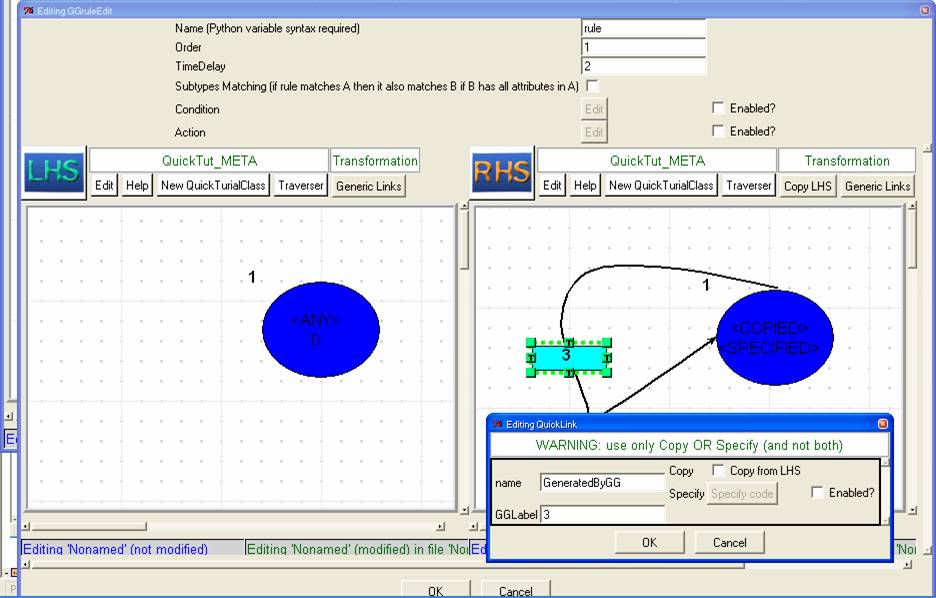 Editing GGruleEdit
Name (Python variable syntax required)
rule
Order
1
TimeDelay
2
Subtypes Matching (if rule matches A then it also matches B if B has all attributes in A)
Condition
Edit
Enabled?
Action
Edit
Enabled?
LHS
QuickTut_META
Transformation
Edit
Help
New QuickTurialClass
Traverser
Generic Links
1
<ANY>
0
RHS
QuickTut_META
Transformation
Edit
Help
New QuickTurialClass
Traverser
Copy LHS
Generic Links
1
<COPIED>
<SPECIFIED>
3
Editing QuickLink
WARNING: use only Copy OR Specify (and not both)
name
GeneratedByGG
Copy
Copy from LHS
Specify
Specify code
Enabled?
GGLabel
3
OK
Cancel
Editing 'Nonamed' (not modified)
Editing 'Nonamed' (modified) in file 'Nor
Ed
'Nor
OK
Cancel